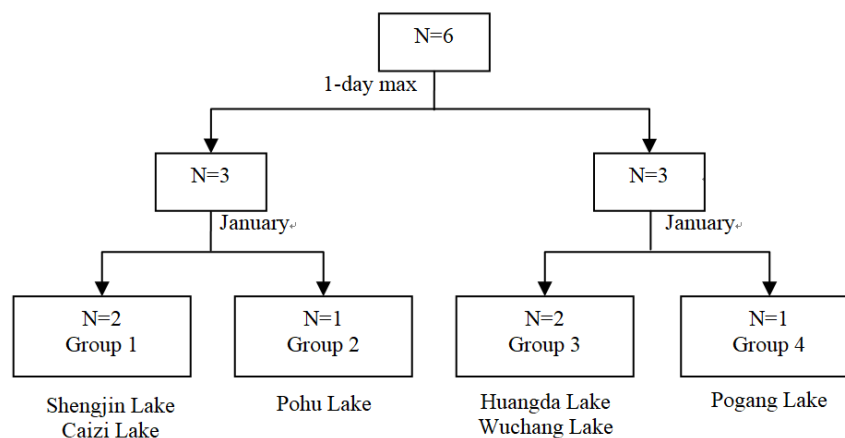 N=6
1-day max
N=3
N=3
January
January
N=2
Group 1
N=1
Group 2
N=2
Group 3
N=1
Group 4
Shengjin Lake
Caizi Lake
Pohu Lake
Huangda Lake
Wuchang Lake
Pogang Lake